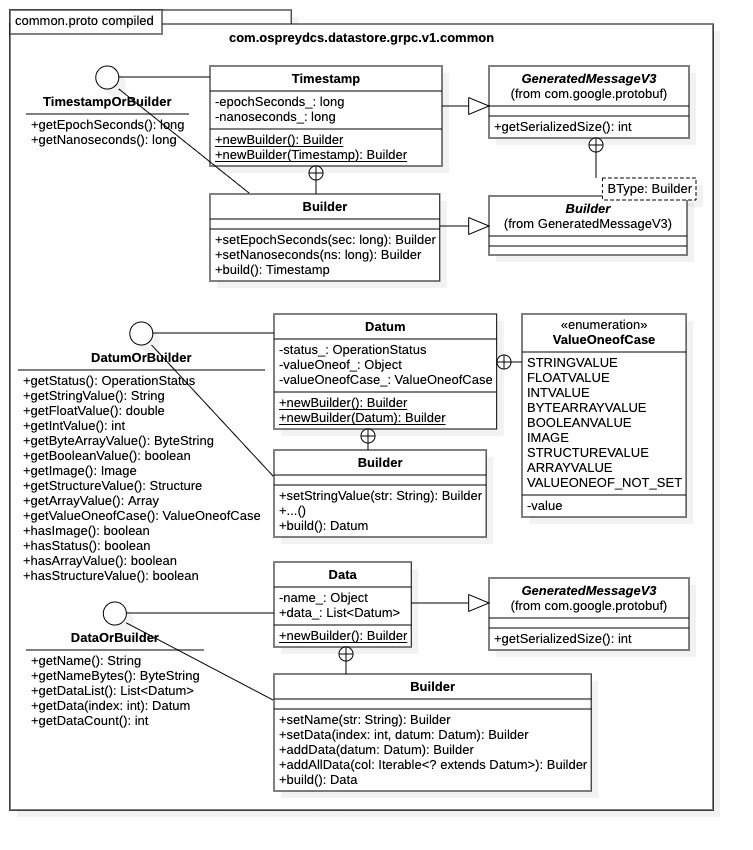 common.proto compiled
com.ospreydcs.datastore.grpc.v1.common
TimestampOrBuilder
+getEpochSeconds(): long
+getNanoseconds(): long
Timestamp
-epochSeconds_: long
-nanoseconds_: long
+newBuilder(): Builder
+newBuilder(Timestamp): Builder
GeneratedMessageV3
(from com.google.protobuf)
+getSerializedSize(): int
Builder
+setEpochSeconds(sec: long): Builder
+setNanoseconds(ns: long): Builder
+build(): Timestamp
BType: Builder
Builder
(from GeneratedMessageV3)
DatumOrBuilder
+getStatus(): OperationStatus
+getStringValue(): String
+getFloatValue(): double
+getIntValue(): int
+getByteArrayValue(): ByteString
+getBooleanValue(): boolean
+getImage(): Image
+getStructureValue(): Structure
+getArrayValue(): Array
+getValueOneofCase(): ValueOneofCase
+hasImage(): boolean
+hasStatus(): boolean
+hasArrayValue(): boolean
+hasStructureValue(): boolean
Datum
-status_: OperationStatus
-valueOneof_: Object
-valueOneofCase_: ValueOneofCase
+newBuilder(): Builder
+newBuilder(Datum): Builder
«enumeration»
ValueOneofCase
STRINGVALUE
FLOATVALUE
INTVALUE
BYTEARRAYVALUE
BOOLEANVALUE
IMAGE
STRUCTUREVALUE
ARRAYVALUE
VALUEONEOF_NOT_SET
-value
Builder
+setStringValue(str: String): Builder
+...()
+build(): Datum
DataOrBuilder
+getName(): String
+getNameBytes(): ByteString
+getDataList(): List<Datum>
+getData(index: int): Datum
+getDataCount(): int
Data
-name_: Object
+data_: List<Datum>
+newBuilder(): Builder
GeneratedMessageV3
(from com.google.protobuf)
+getSerializedSize(): int
Builder
+setName(str: String): Builder
+setData(index: int, datum: Datum): Builder
+addData(datum: Datum): Builder
+addAllData(col: Iterable<? extends Datum>): Builder
+build(): Data